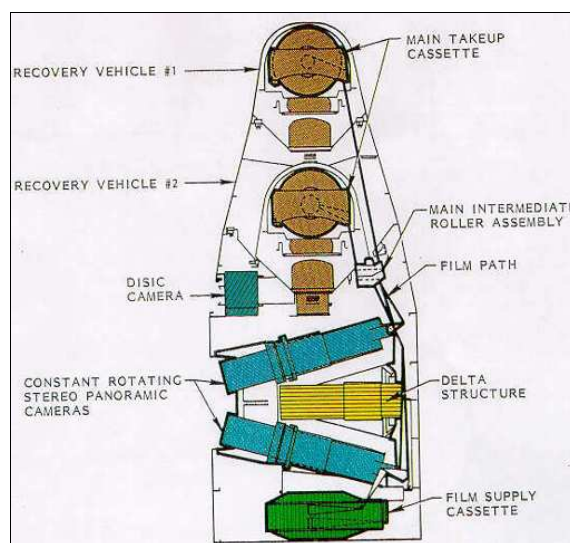 MAIN TAKEUP
CASSETTE
RECOVERY VEHICLE #1
RECOVERY VEHICLE #2
MAIN INTERMEDIATE
ROLLER ASSEMBLY
FILM PATH
DISIC
CAMERA
CONSTANT ROTATING
STEREO PANORAMIC
CAMERAS
DELTA
STRUCTURE
FILM SUPPLY
CASSETTE